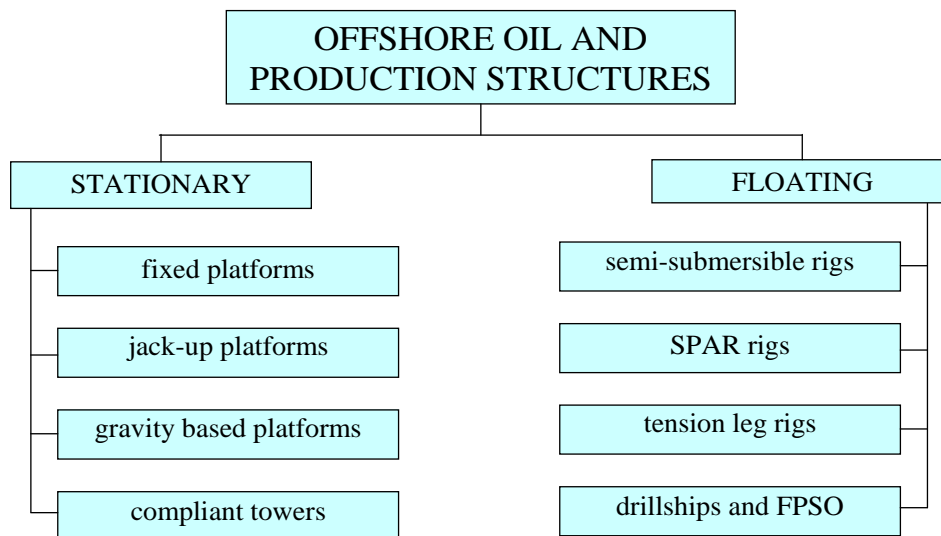 OFFSHORE OIL AND
PRODUCTION STRUCTURES
STATIONARY
fixed platforms
jack-up platforms
gravity based platforms
compliant towers
FLOATING
semi-submersible rigs
SPAR rigs
tension leg rigs
drillships and FPSO